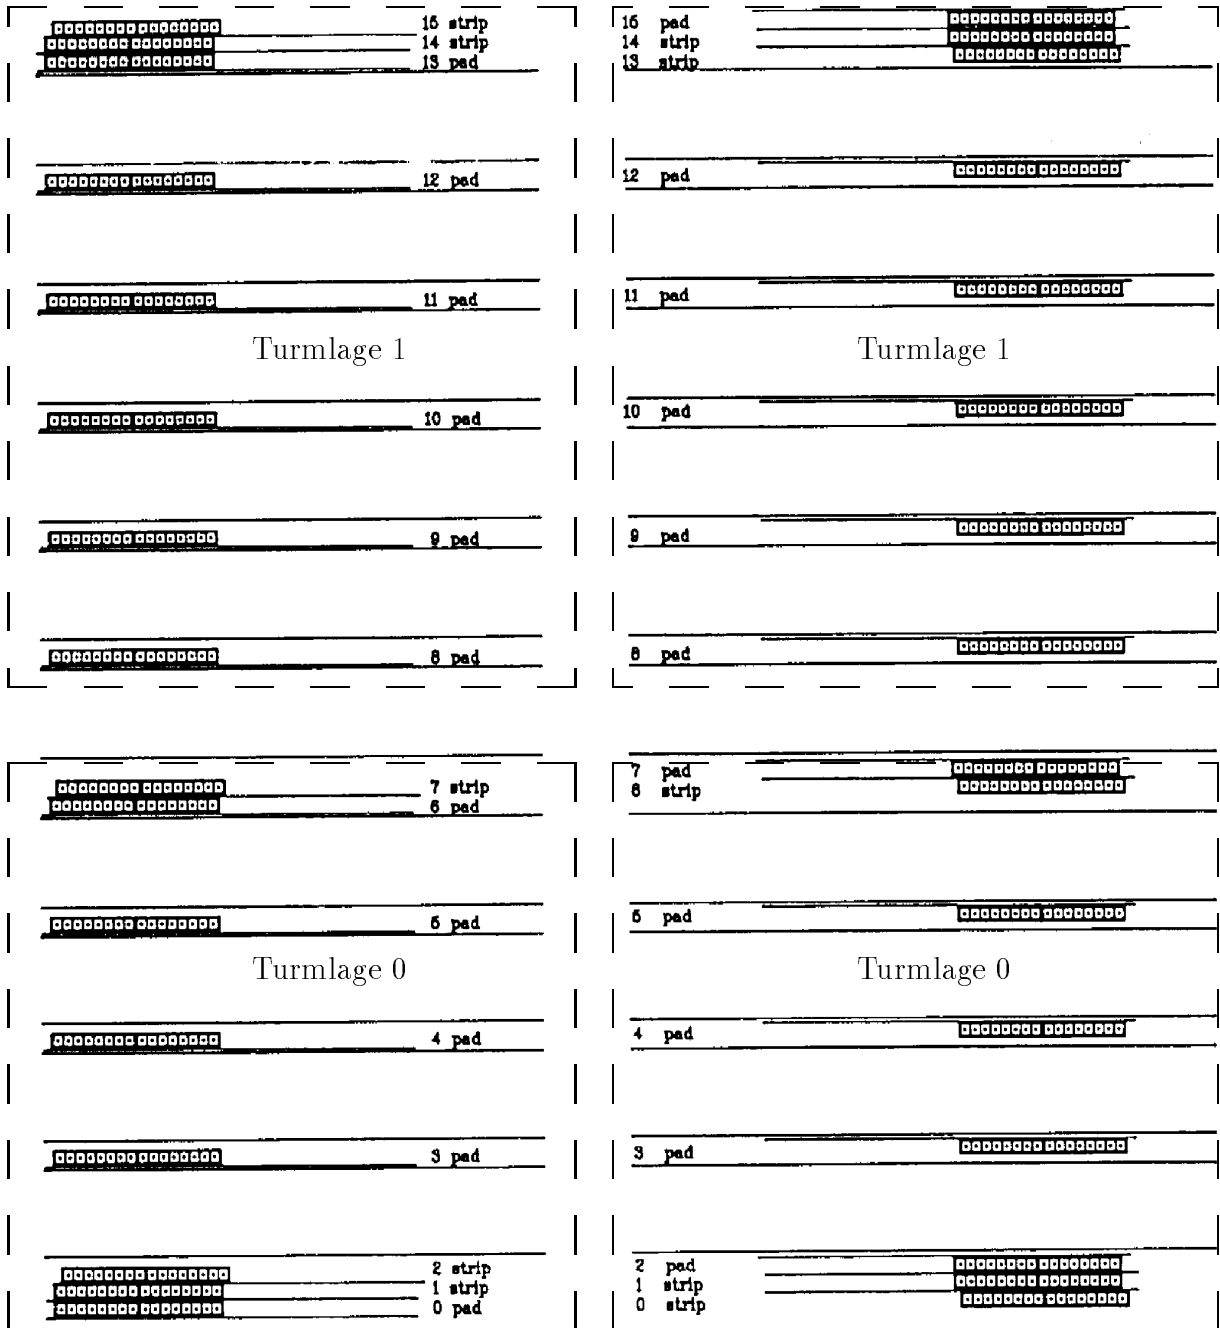 15 strip
14 strip
13 pad
12 pad
11 pad
Turmlage 1
10 pad
9 pad
8 pad
7 strip
6 pad
5 pad
Turmlage 0
4 pad
3 pad
2 strip
1 strip
0 pad
15 pad
14 strip
13 strip
12 pad
11 pad
Turmlage 1
10 pad
9 pad
8 pad
7 pad
6 strip
5 pad
Turmlage 0
4 pad
3 pad
2 pad
1 strip
0 strip